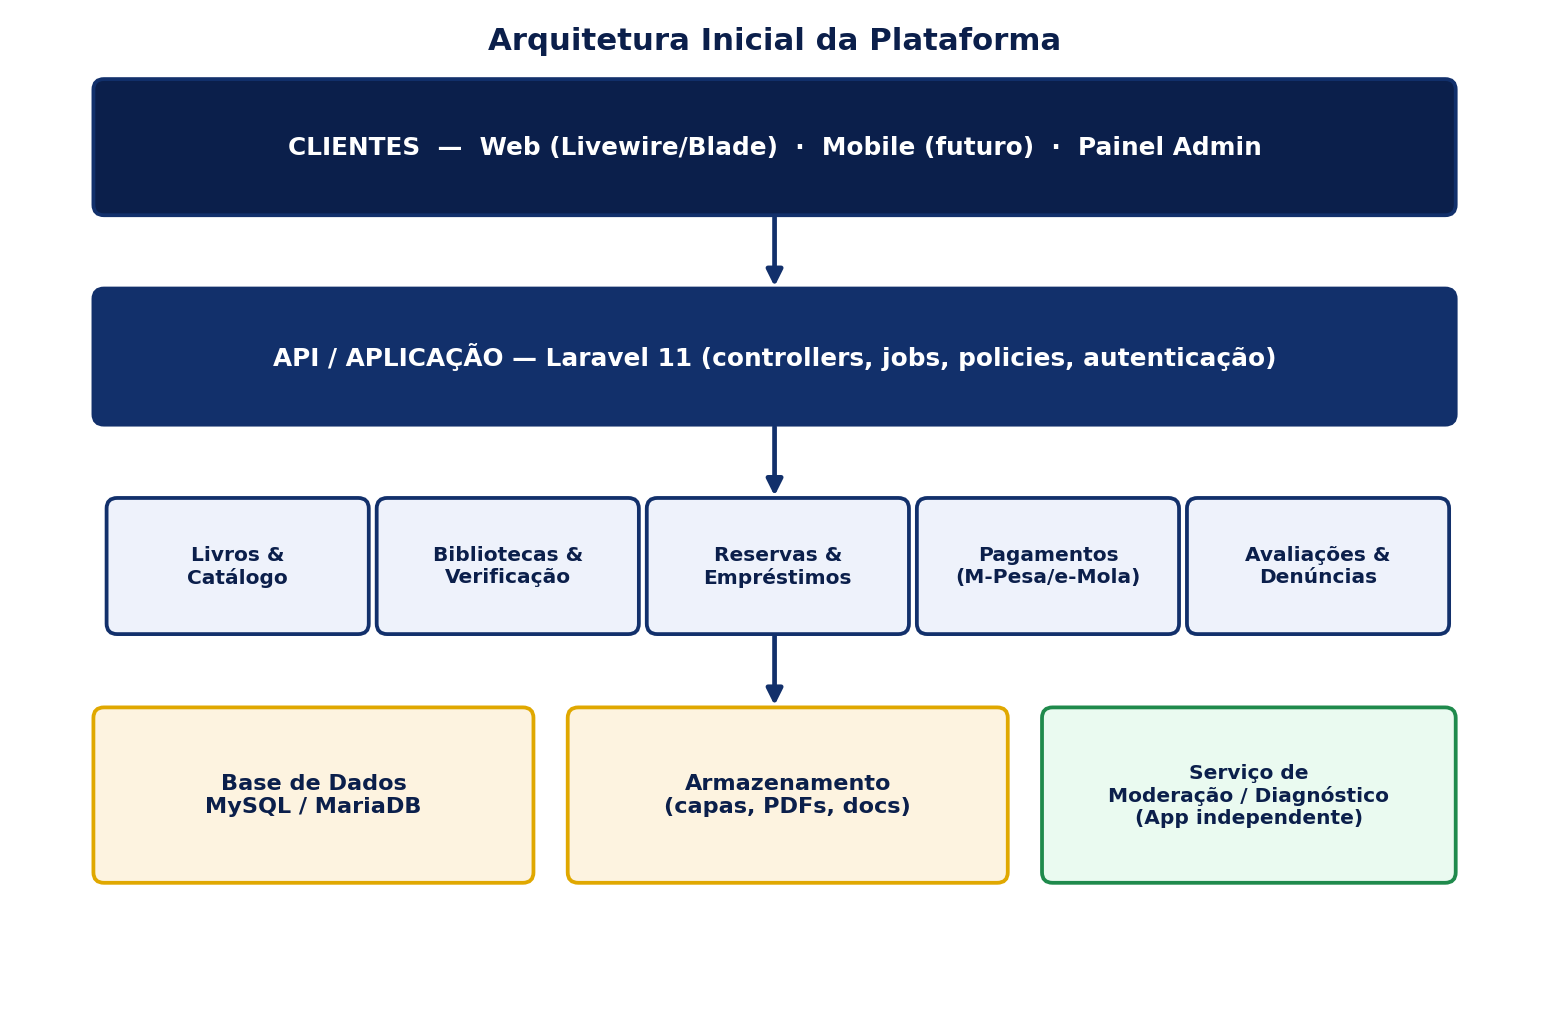 Arquitetura Inicial da Plataforma
CLIENTES — Web (Livewire/Blade) · Mobile (futuro) · Painel Admin
API / APLICAÇÃO — Laravel 11 (controllers, jobs, policies, autenticação)
Livros &
Catálogo
Bibliotecas &
Verificação
Reservas &
Empréstimos
Pagamentos
(M-Pesa/e-Mola)
Avaliações &
Denúncias
Base de Dados
MySQL / MariaDB
Armazenamento
(capas, PDFs, docs)
Serviço de
Moderação / Diagnóstico
(App independente)